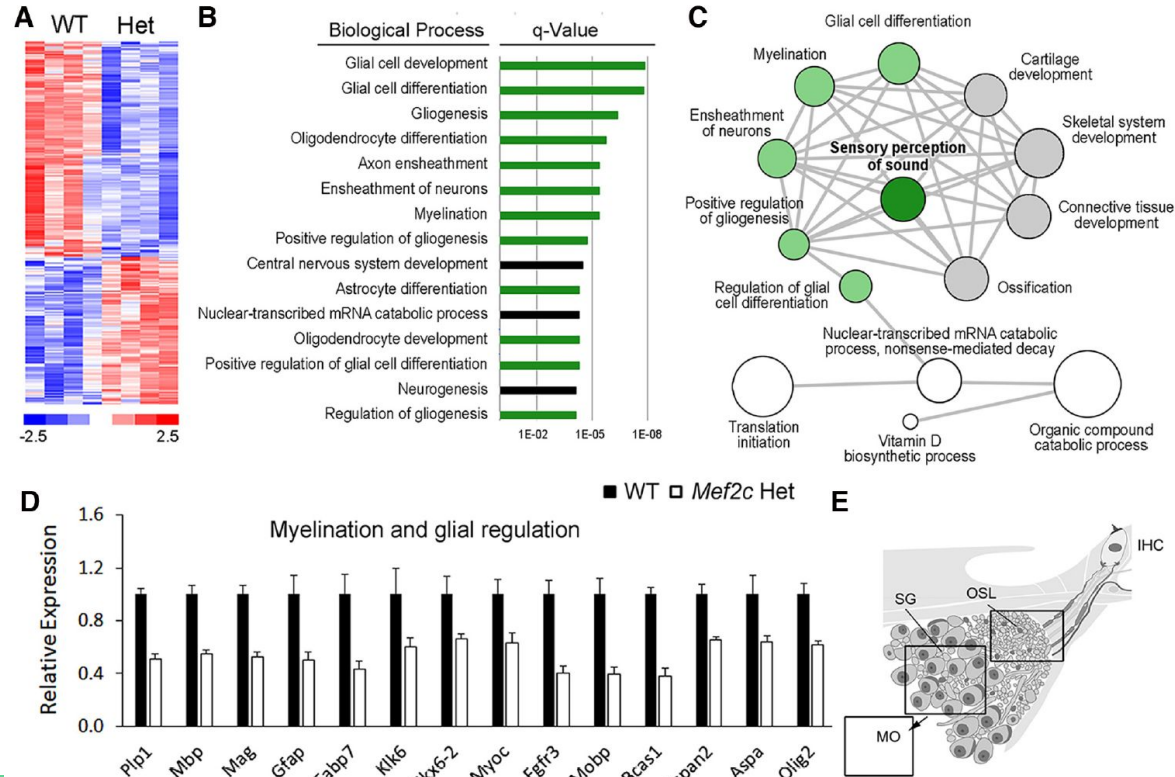 A
WT Het
-2.5 2.5
B
Biological Process q-Value
Glial cell development
Glial cell differentiation
Gliogenesis
Oligodendrocyte differentiation
Axon ensheathment
Ensheathment of neurons
Myelination
Positive regulation of gliogenesis
Central nervous system development
Astrocyte differentiation
Nuclear-transcribed mRNA catabolic process
Oligodendrocyte development
Positive regulation of glial cell differentiation
Neurogenesis
Regulation of gliogenesis
1E-02 1E-05 1E-08
C
Glial cell differentiation
Myelination
Cartilage
development
Ensheathment
of neurons
Skeletal system
development
Sensory perception
of sound
Positive regulation
of gliogenesis
Connective tissue
development
Regulation of glial
cell differentiation
Ossification
Nuclear-transcribed mRNA catabolic
process, nonsense-mediated decay
Translation
initiation
Vitamin D
biosynthetic process
Organic compound
catabolic process
D
WT Mef2c Het
Myelination and glial regulation
Relative Expression
1.6
1.2
0.8
0.4
0.0
Plp1 Mbp Mag Gfap Klk6 Myoc Mobp Aspa Olig2
E
IHC
SG OSL
MO